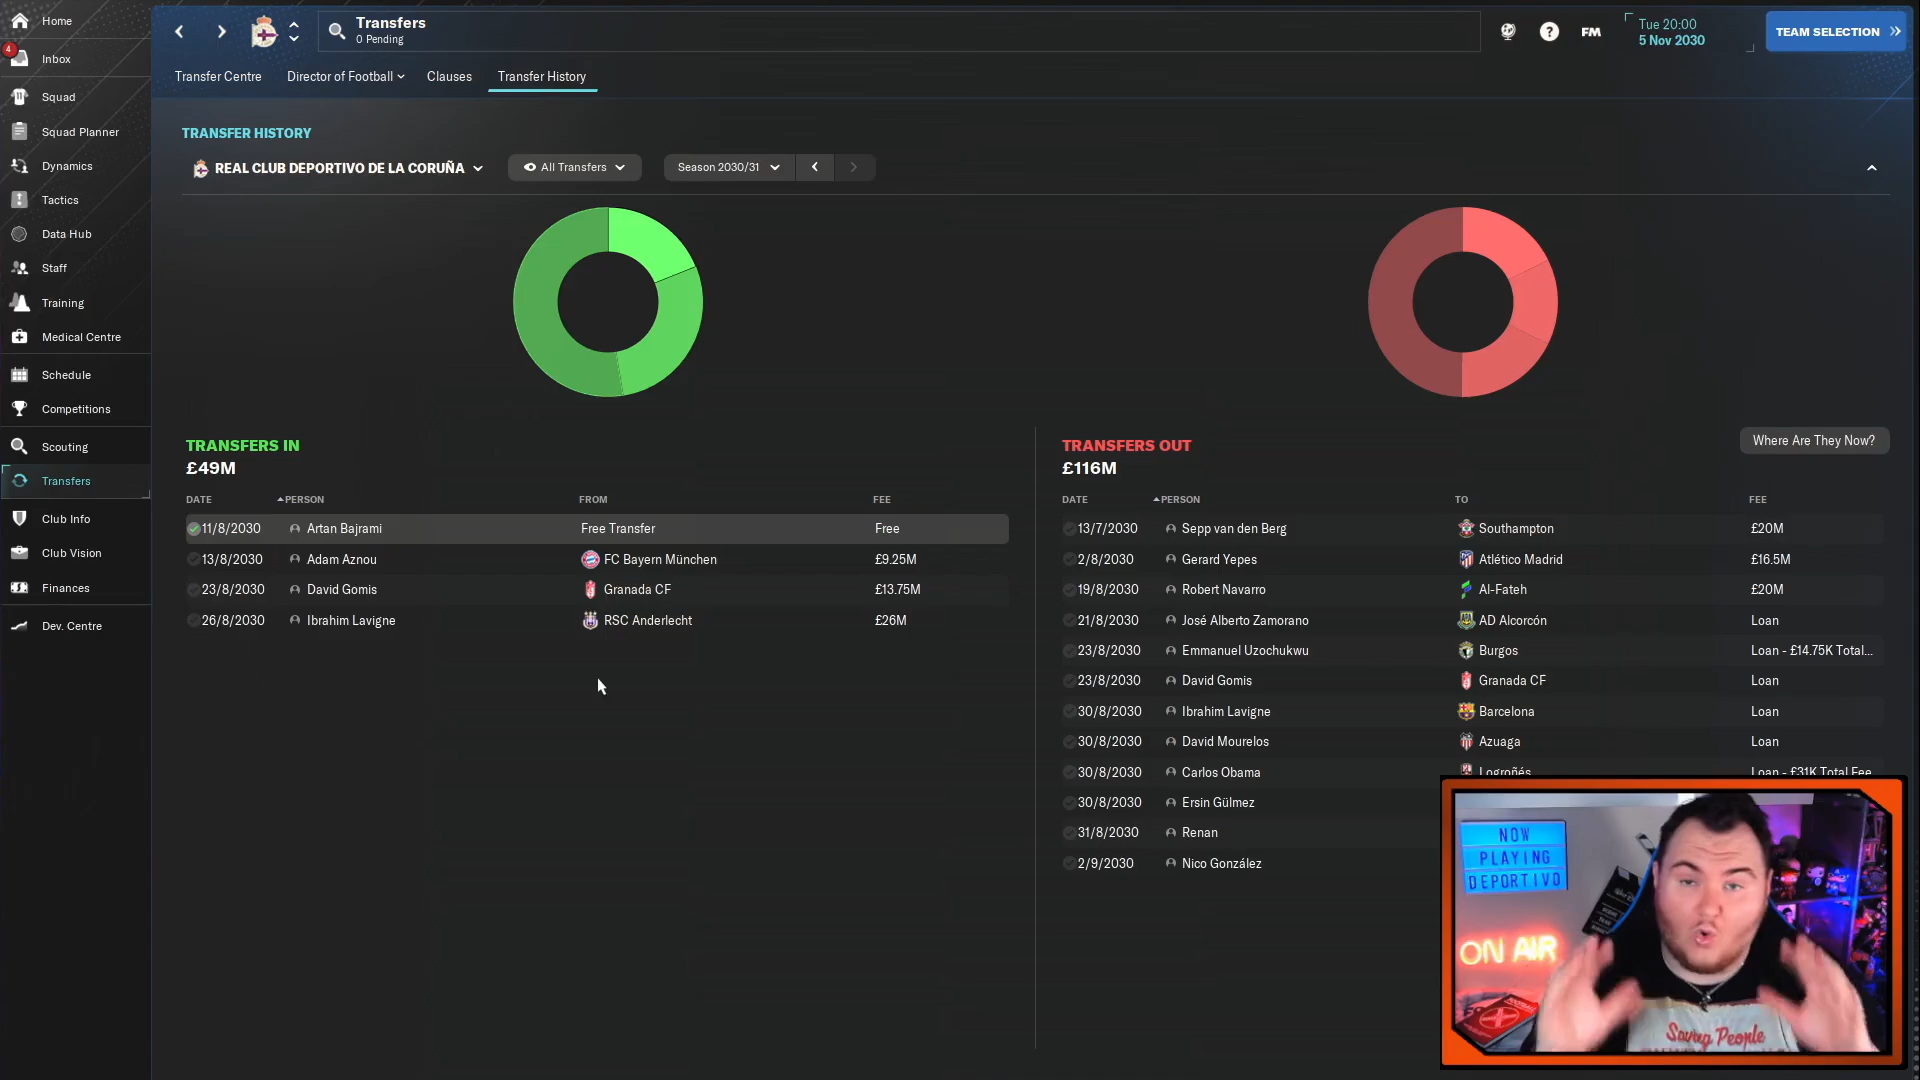 Home
4
Inbox
Squad
Squad Planner
Dynamics
Tactics
Data Hub
Staff
Training
Medical Centre
Schedule
Competitions
Scouting
Transfers
Club Info
Club Vision
Finances
Dev. Centre
Transfers
0 Pending
FM
Tue 20:00
5 Nov 2030
TEAM SELECTION
Transfer Centre Director of Football Clauses Transfer History
TRANSFER HISTORY
REAL CLUB DEPORTIVO DE LA CORUÑA All Transfers Season 2030/31
TRANSFERS IN
£49M
DATE PERSON FROM FEE
11/8/2030 Artan Bajrami Free Transfer Free
13/8/2030 Adam Aznou FC Bayern München £9.25M
23/8/2030 David Gomis Granada CF £13.75M
26/8/2030 Ibrahim Lavigne RSC Anderlecht £26M
TRANSFERS OUT
£116M
Where Are They Now?
DATE PERSON TO FEE
13/7/2030 Sepp van den Berg Southampton £20M
2/8/2030 Gerard Yepes Atlético Madrid £16.5M
19/8/2030 Robert Navarro Al-Fateh £20M
21/8/2030 José Alberto Zamorano AD Alcorcón Loan
23/8/2030 Emmanuel Uzochukwu Burgos Loan - £14.75K Total...
23/8/2030 David Gomis Granada CF Loan
30/8/2030 Ibrahim Lavigne Barcelona Loan
30/8/2030 David Mourelos Azuaga Loan
30/8/2030 Carlos Obama Logroñés Loan - £31K Total Fee
30/8/2030 Ersin Gülmez
31/8/2030 Renan
2/9/2030 Nico González
NOW
PLAYING
DEPORTIVO
ON AIR
Saving People